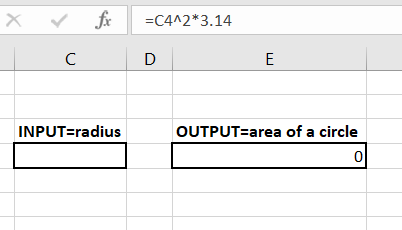 fx =C4^2*3.14
C D E
INPUT=radius OUTPUT=area of a circle
0